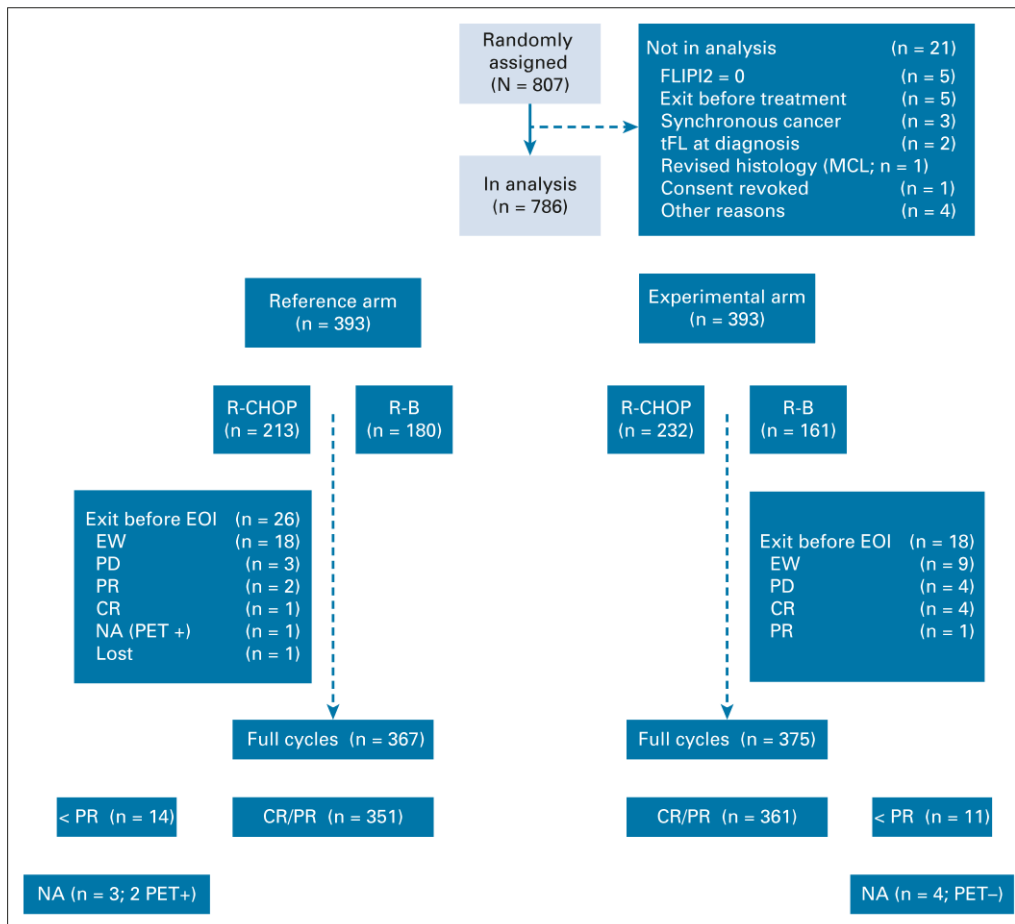 Randomly
assigned
(N = 807)
Not in analysis (n = 21)
FLIPI2 = 0 (n = 5)
Exit before treatment (n = 5)
Synchronous cancer (n = 3)
tFL at diagnosis (n = 2)
Revised histology (MCL; n = 1)
Consent revoked (n = 1)
Other reasons (n = 4)
In analysis
(n = 786)
Reference arm
(n = 393)
Experimental arm
(n = 393)
R-CHOP
(n = 213)
R-B
(n = 180)
R-CHOP
(n = 232)
R-B
(n = 161)
Exit before EOI (n = 26)
EW (n = 18)
PD (n = 3)
PR (n = 2)
CR (n = 1)
NA (PET +) (n = 1)
Lost (n = 1)
Exit before EOI (n = 18)
EW (n = 9)
PD (n = 4)
CR (n = 4)
PR (n = 1)
Full cycles (n = 367)
Full cycles (n = 375)
< PR (n = 14)
CR/PR (n = 351)
CR/PR (n = 361)
< PR (n = 11)
NA (n = 3; 2 PET+)
NA (n = 4; PET–)